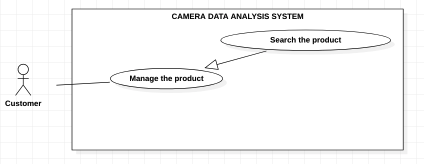 CAMERA DATA ANALYSIS SYSTEM
Search the product
Manage the product
Customer